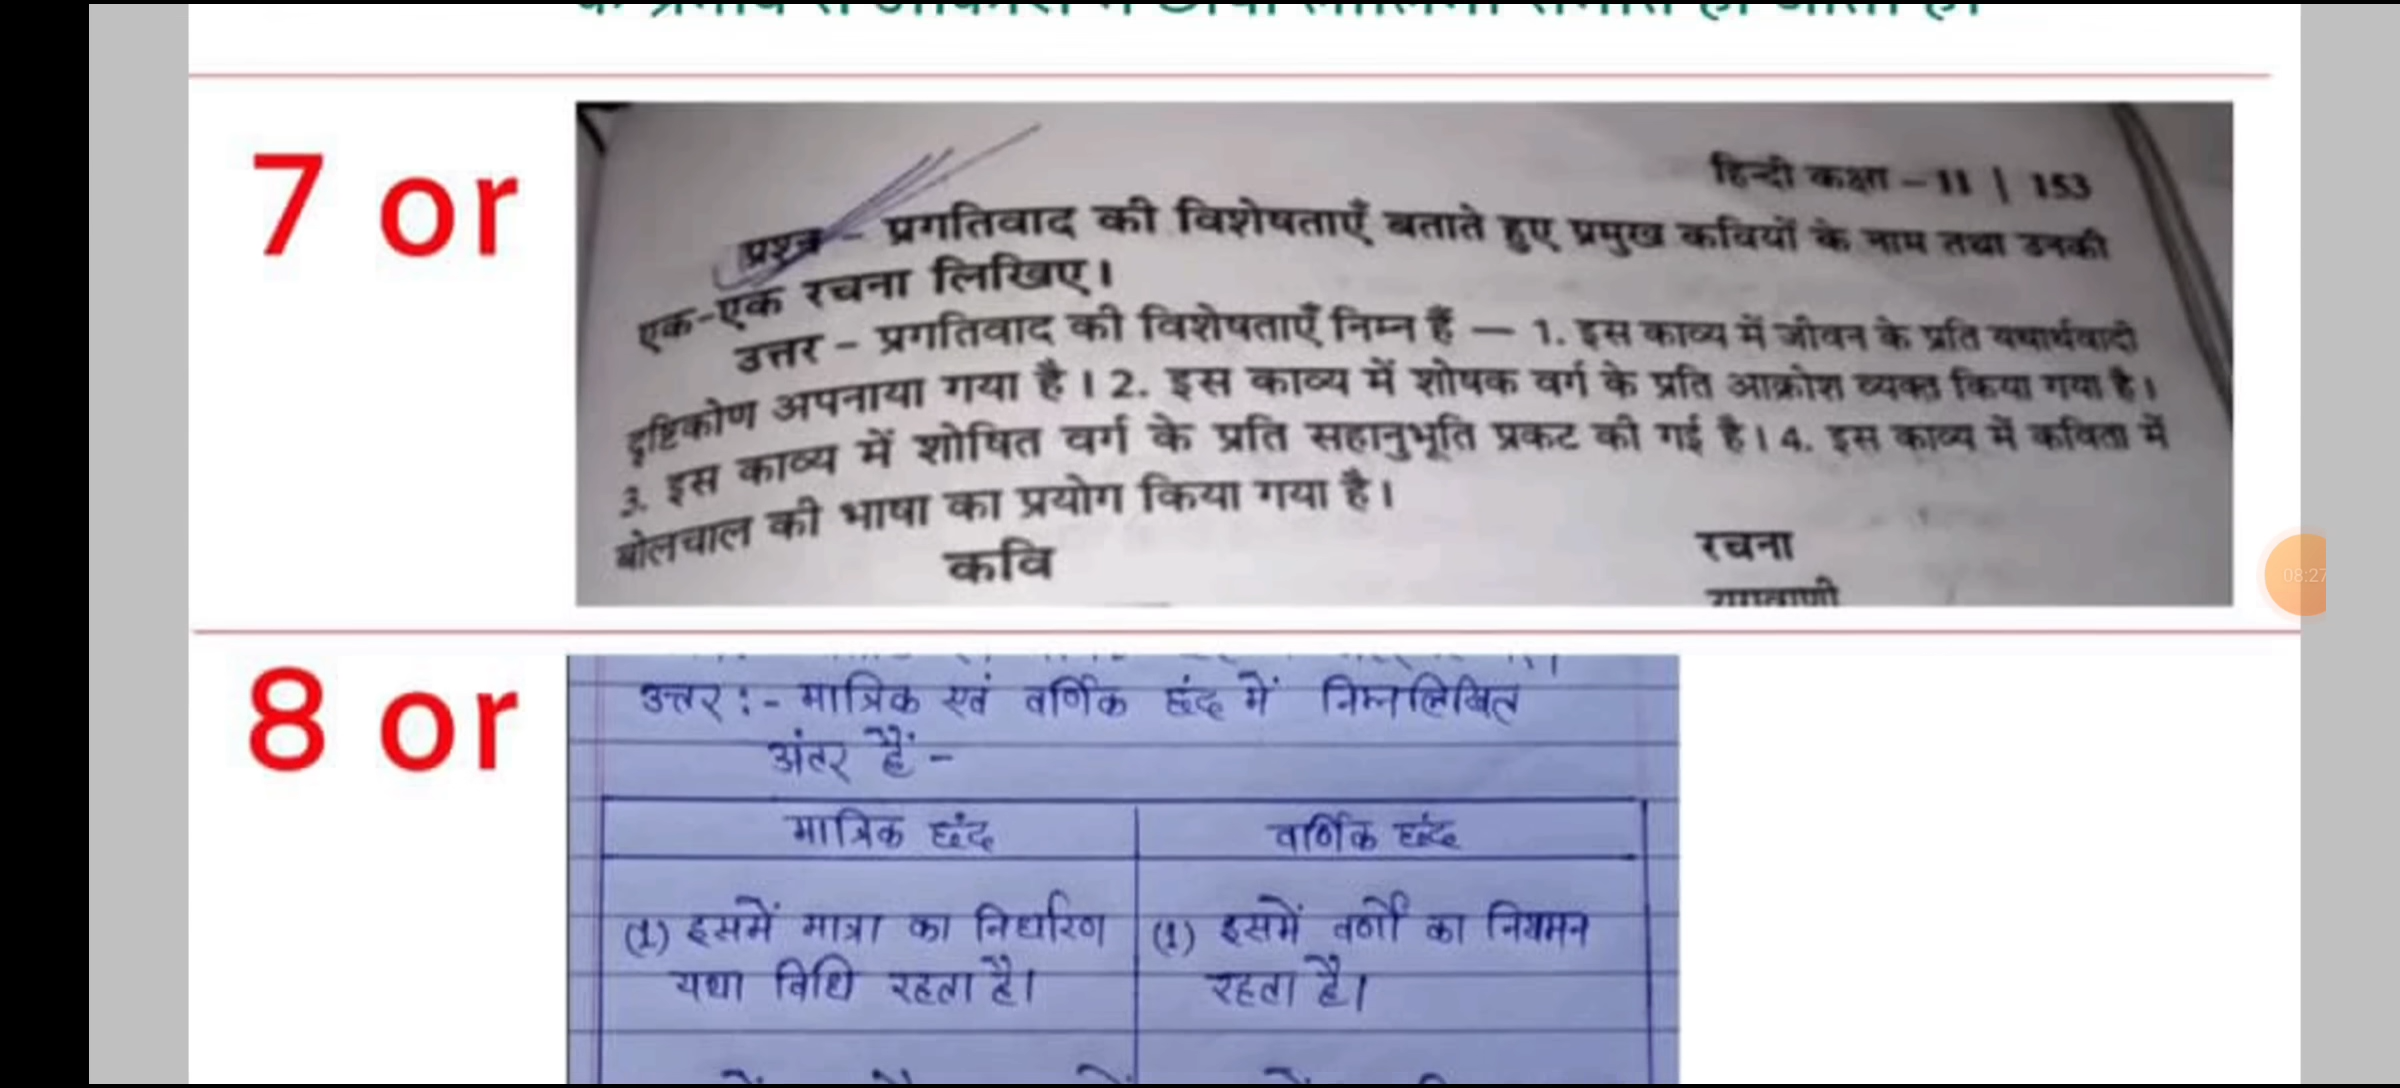 7 or
हिन्दी कक्षा - 11 | 153
प्रश्न - प्रगतिवाद की विशेषताएँ बताते हुए प्रमुख कवियों के नाम तथा उनकी
एक-एक रचना लिखिए।
उत्तर - प्रगतिवाद की विशेषताएँ निम्न हैं — 1. इस काव्य में जीवन के प्रति यथार्थवादी
दृष्टिकोण अपनाया गया है। 2. इस काव्य में शोषक वर्ग के प्रति आक्रोश व्यक्त किया गया है।
3. इस काव्य में शोषित वर्ग के प्रति सहानुभूति प्रकट की गई है। 4. इस काव्य में कविता में
बोलचाल की भाषा का प्रयोग किया गया है।
कवि रचना
08:27
8 or
उत्तर :- मात्रिक एवं वर्णिक छंद में निम्नलिखित
अंतर हैं -
मात्रिक छंद वार्णिक छंद
(1) इसमें मात्रा का निर्धारण (1) इसमें वर्णों का नियमन
यथा विधि रहता है। रहता है।